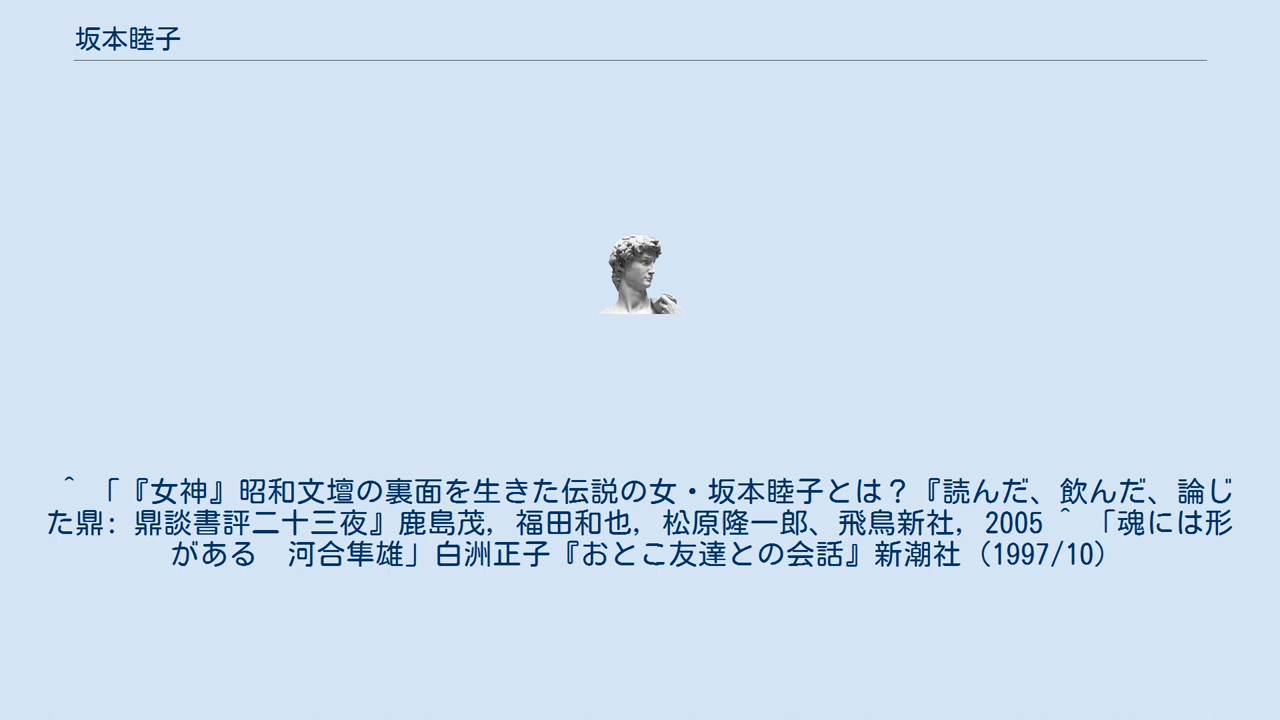 坂本睦子
^ 「『女神』昭和文壇の裏面を生きた伝説の女・坂本睦子とは？『読んだ、飲んだ、論じ
た鼎: 鼎談書評二十三夜』鹿島茂, 福田和也, 松原隆一郎、飛鳥新社, 2005 ^ 「魂には形
がある　河合隼雄」白洲正子『おとこ友達との会話』新潮社（1997/10）